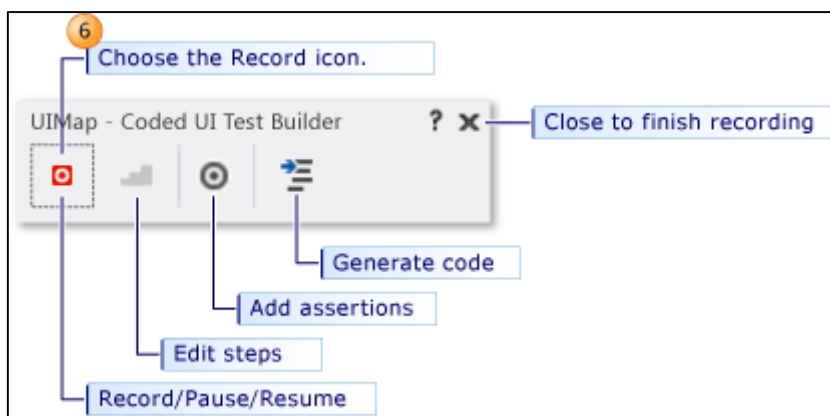 6
Choose the Record icon.
UIMap - Coded UI Test Builder
? ×
Close to finish recording
Generate code
Add assertions
Edit steps
Record/Pause/Resume